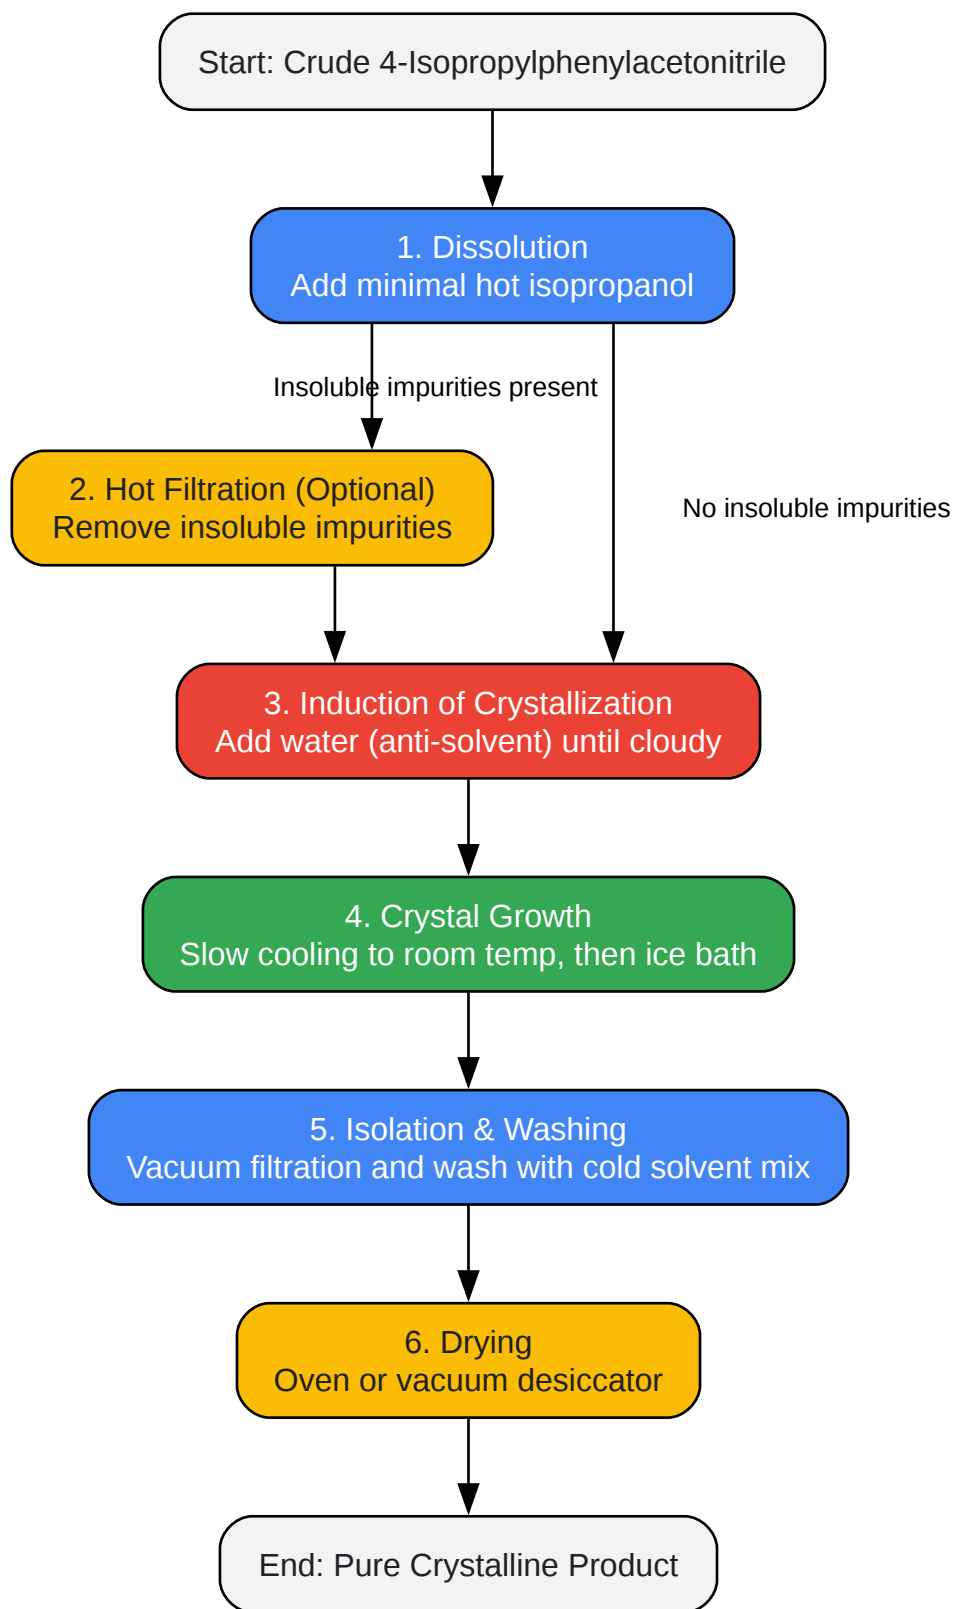 Start: Crude 4-Isopropylphenylacetonitrile
1. Dissolution
Add minimal hot isopropanol
Insoluble impurities present
2. Hot Filtration (Optional)
Remove insoluble impurities
No insoluble impurities
3. Induction of Crystallization
Add water (anti-solvent) until cloudy
4. Crystal Growth
Slow cooling to room temp, then ice bath
5. Isolation & Washing
Vacuum filtration and wash with cold solvent mix
6. Drying
Oven or vacuum desiccator
End: Pure Crystalline Product